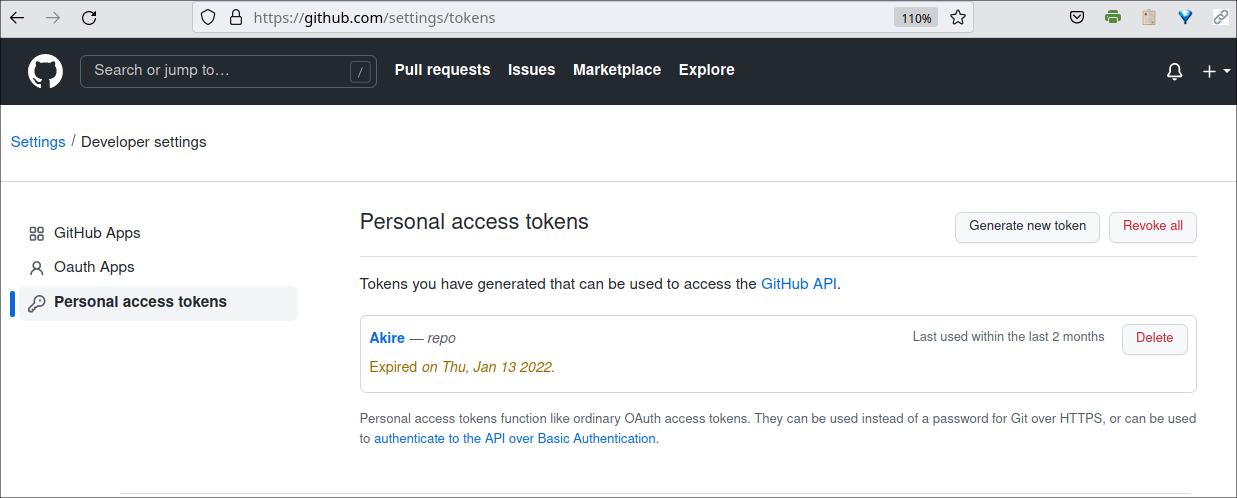 https://github.com/settings/tokens 110%
Search or jump to… / Pull requests Issues Marketplace Explore
Settings / Developer settings
GitHub Apps
Oauth Apps
Personal access tokens
Personal access tokens Generate new token Revoke all
Tokens you have generated that can be used to access the GitHub API.
Akire — repo Last used within the last 2 months Delete
Expired on Thu, Jan 13 2022.
Personal access tokens function like ordinary OAuth access tokens. They can be used instead of a password for Git over HTTPS, or can be used
to authenticate to the API over Basic Authentication.